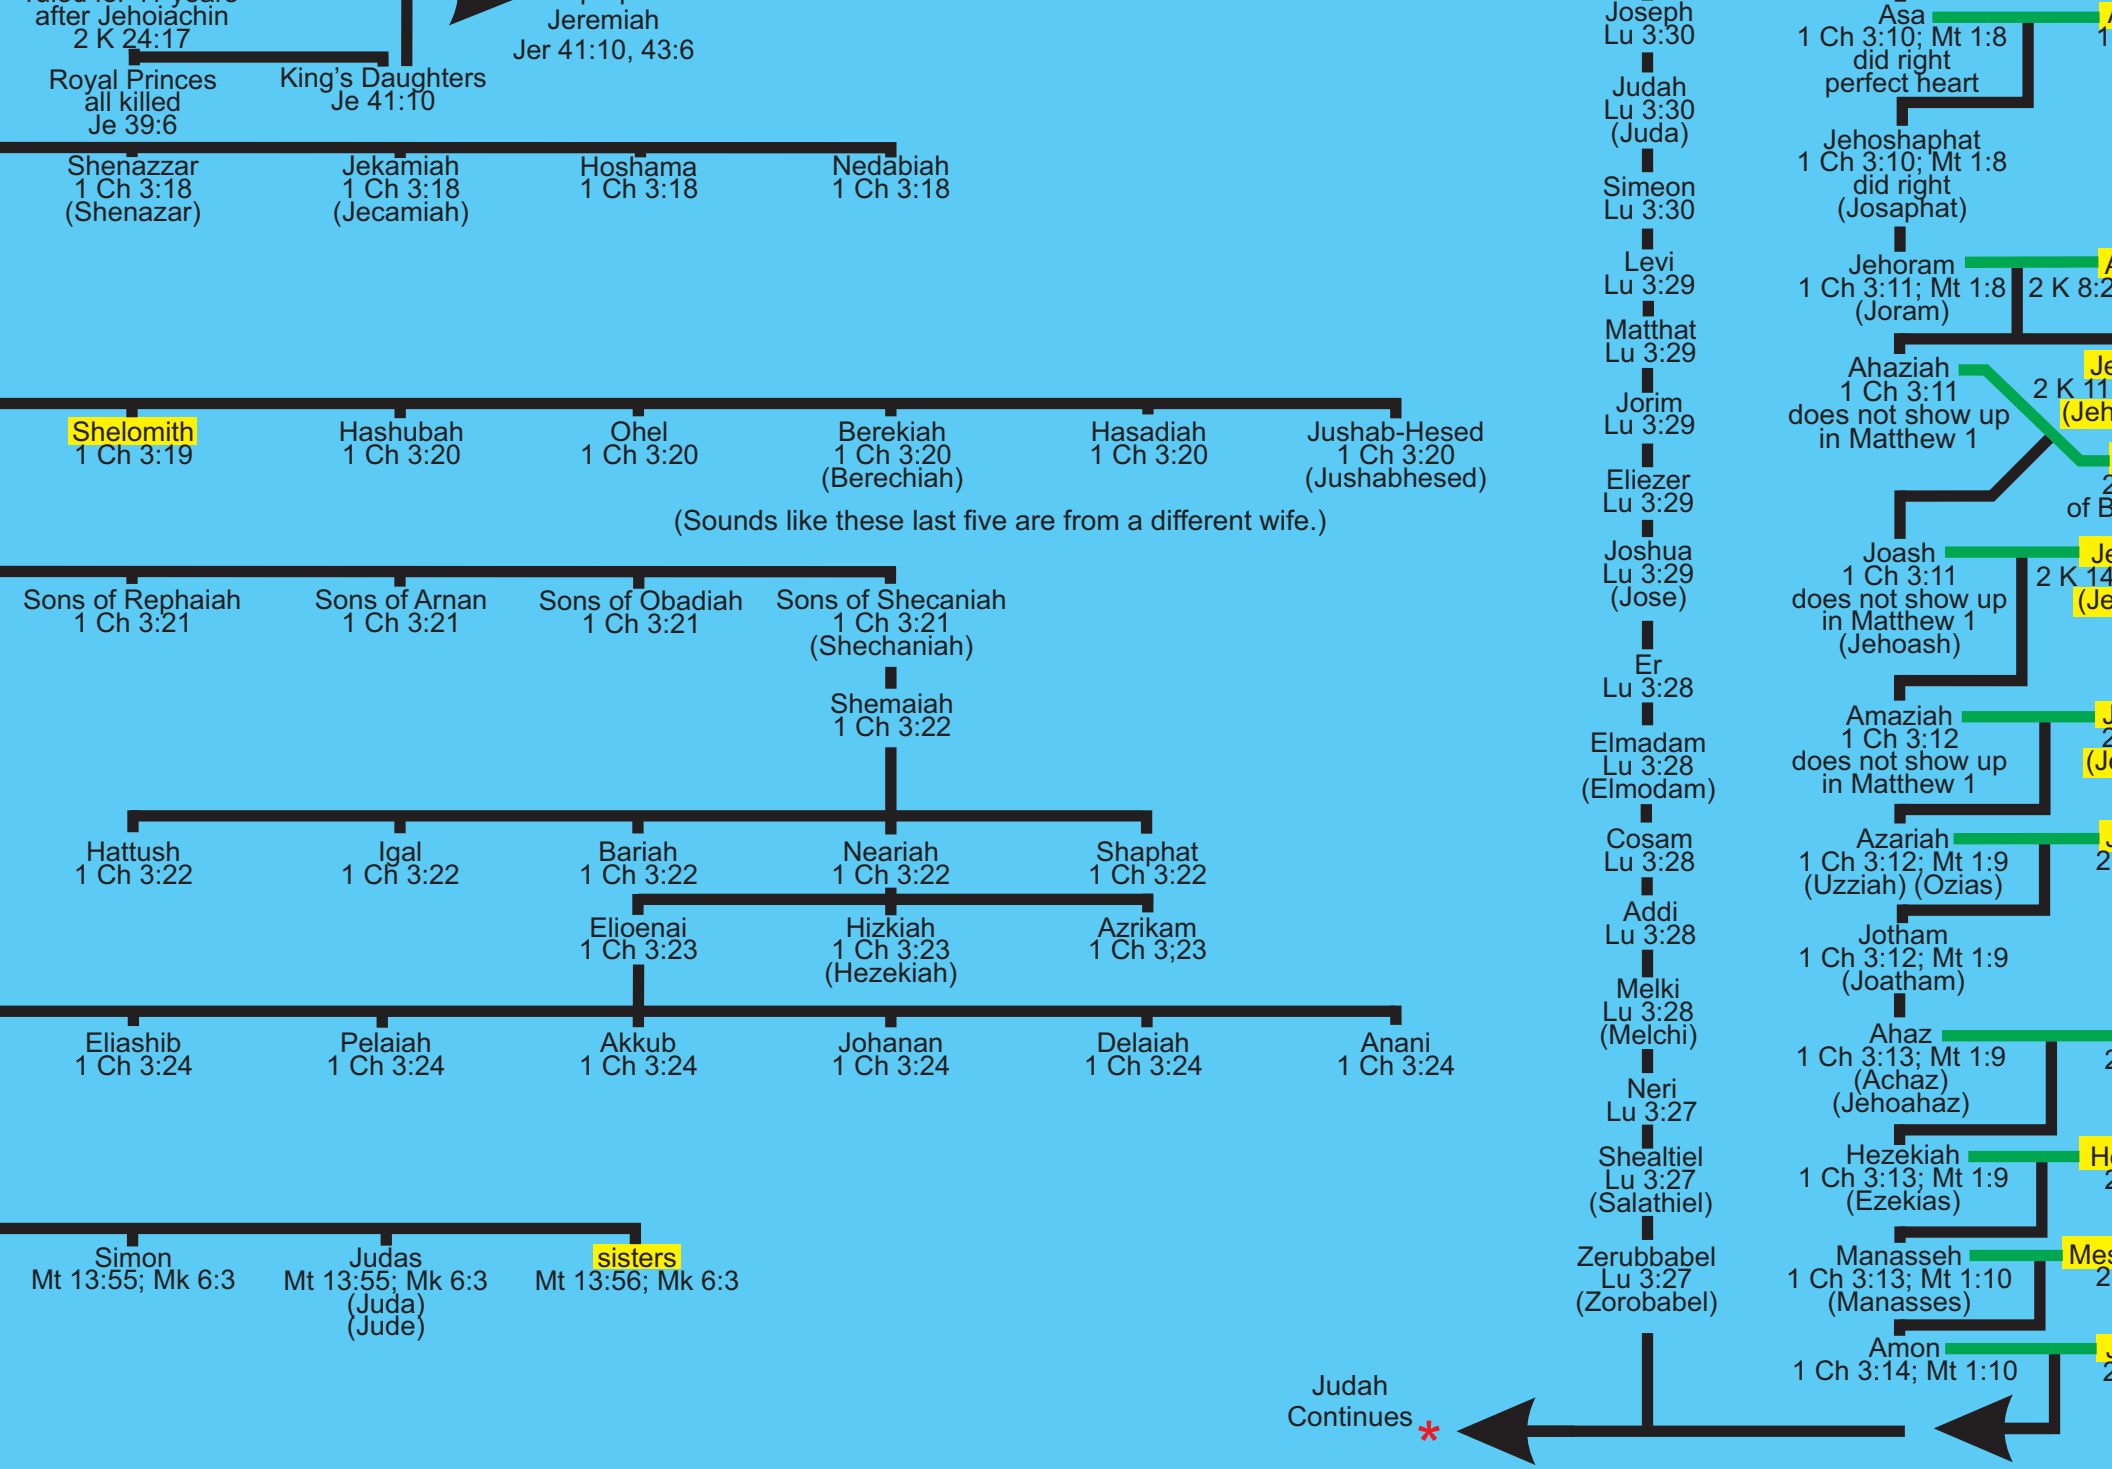 after Jehoiachin
2 K 24:17
Royal Princes
all killed
Je 39:6
King's Daughters
Je 41:10
Jeremiah
Jer 41:10, 43:6
Shenazzar
1 Ch 3:18
(Shenazar)
Jekamiah
1 Ch 3:18
(Jecamiah)
Hoshama
1 Ch 3:18
Nedabiah
1 Ch 3:18
Shelomith
1 Ch 3:19
Hashubah
1 Ch 3:20
Ohel
1 Ch 3:20
Berekiah
1 Ch 3:20
(Berechiah)
Hasadiah
1 Ch 3:20
Jushab-Hesed
1 Ch 3:20
(Jushabhesed)
(Sounds like these last five are from a different wife.)
Sons of Rephaiah
1 Ch 3:21
Sons of Arnan
1 Ch 3:21
Sons of Obadiah
1 Ch 3:21
Sons of Shecaniah
1 Ch 3:21
(Shechaniah)
Shemaiah
1 Ch 3:22
Hattush
1 Ch 3:22
Igal
1 Ch 3:22
Bariah
1 Ch 3:22
Neariah
1 Ch 3:22
Shaphat
1 Ch 3:22
Elioenai
1 Ch 3:23
Hizkiah
1 Ch 3:23
(Hezekiah)
Azrikam
1 Ch 3;23
Eliashib
1 Ch 3:24
Pelaiah
1 Ch 3:24
Akkub
1 Ch 3:24
Johanan
1 Ch 3:24
Delaiah
1 Ch 3:24
Anani
1 Ch 3:24
Simon
Mt 13:55; Mk 6:3
Judas
Mt 13:55; Mk 6:3
(Juda)
(Jude)
sisters
Mt 13:56; Mk 6:3
Joseph
Lu 3:30
Judah
Lu 3:30
(Juda)
Simeon
Lu 3:30
Levi
Lu 3:29
Matthat
Lu 3:29
Jorim
Lu 3:29
Eliezer
Lu 3:29
Joshua
Lu 3:29
(Jose)
Er
Lu 3:28
Elmadam
Lu 3:28
(Elmodam)
Cosam
Lu 3:28
Addi
Lu 3:28
Melki
Lu 3:28
(Melchi)
Neri
Lu 3:27
Shealtiel
Lu 3:27
(Salathiel)
Zerubbabel
Lu 3:27
(Zorobabel)
Judah
Continues *
Asa
1 Ch 3:10; Mt 1:8
did right
perfect heart
Jehoshaphat
1 Ch 3:10; Mt 1:8
did right
(Josaphat)
Jehoram
1 Ch 3:11; Mt 1:8
(Joram)
2 K 8:2
Ahaziah
1 Ch 3:11
does not show up
in Matthew 1
2 K 11
(Jeh
of B
Joash
1 Ch 3:11
does not show up
in Matthew 1
(Jehoash)
2 K 14
(Je
Amaziah
1 Ch 3:12
does not show up
in Matthew 1
Azariah
1 Ch 3:12; Mt 1:9
(Uzziah) (Ozias)
Jotham
1 Ch 3:12; Mt 1:9
(Joatham)
Ahaz
1 Ch 3:13; Mt 1:9
(Achaz)
(Jehoahaz)
Hezekiah
1 Ch 3:13; Mt 1:9
(Ezekias)
Manasseh
1 Ch 3:13; Mt 1:10
(Manasses)
Mes
Amon
1 Ch 3:14; Mt 1:10